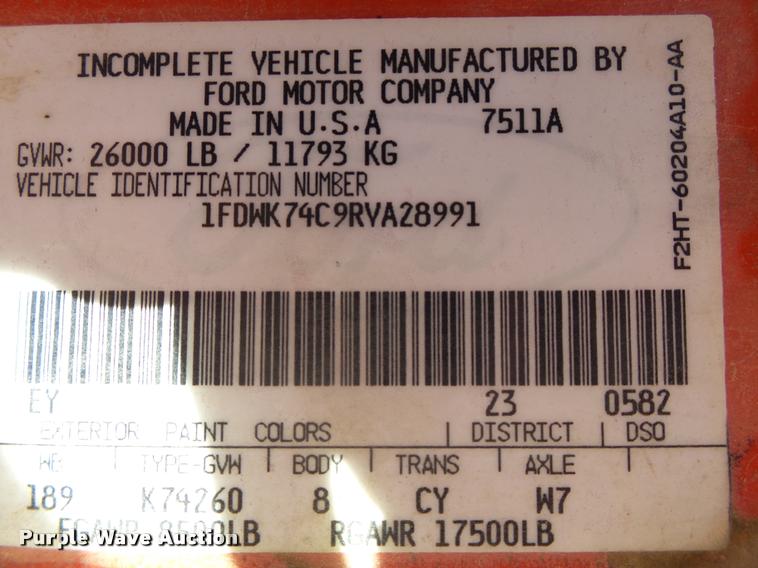 INCOMPLETE VEHICLE MANUFACTURED BY
FORD MOTOR COMPANY
MADE IN U.S.A 7511A
GVWR: 26000 LB / 11793 KG
VEHICLE IDENTIFICATION NUMBER
1FDWK74C9RVA28991
F2HT-60204A10-AA
EY 23 0582
EXTERIOR PAINT COLORS | DISTRICT | DSO
WB | TYPE-GVW | BODY | TRANS | AXLE |
189 K74260 8 CY W7
FGAWR 8500LB RGAWR 17500LB
Purple Wave Auction